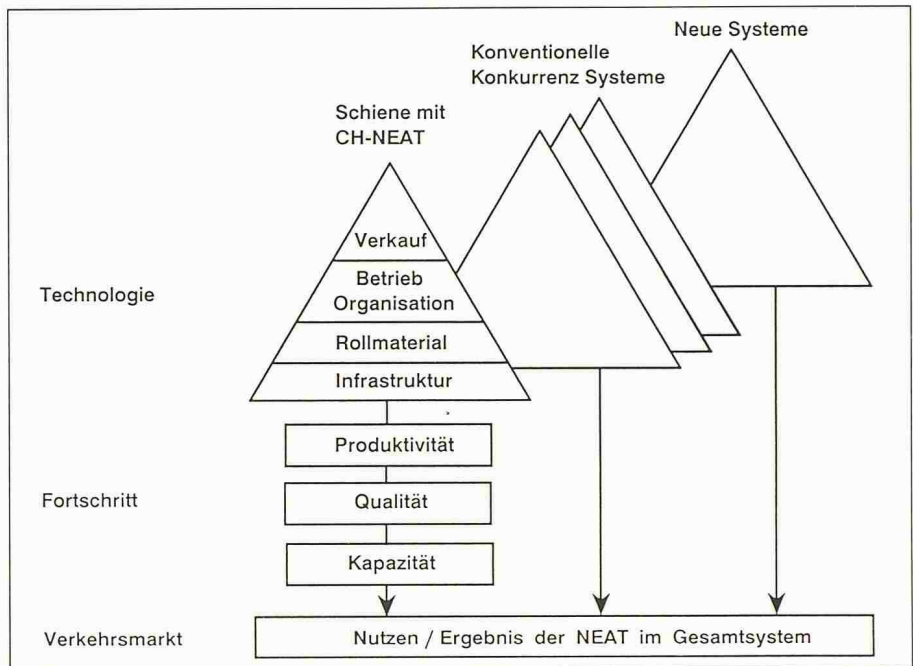 Neue Systeme
Konventionelle
Konkurrenz Systeme
Schiene mit
CH-NEAT
Verkauf
Betrieb
Organisation
Technologie
Rollmaterial
Infrastruktur
Produktivität
Fortschritt
Qualität
Kapazität
Verkehrsmarkt
Nutzen / Ergebnis der NEAT im Gesamtsystem